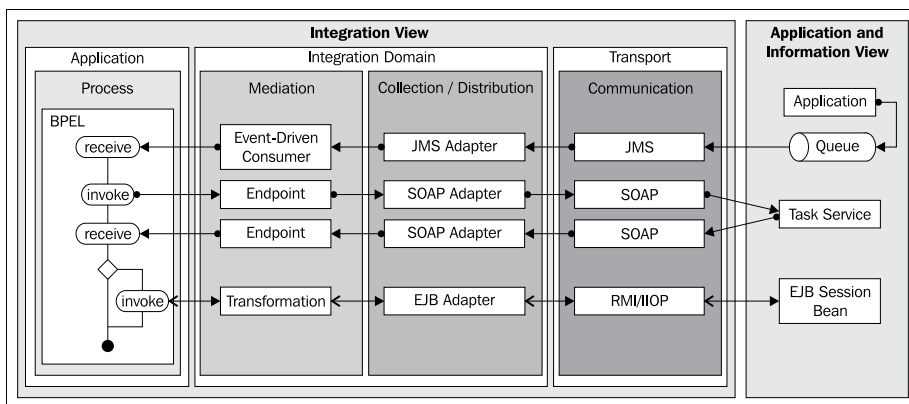 Integration View
Application and
Information View
Application
Integration Domain
Transport
Process
Mediation
Collection / Distribution
Communication
Application
BPEL
receive
Event-Driven
Consumer
JMS Adapter
JMS
Queue
invoke
Endpoint
SOAP Adapter
SOAP
Task Service
receive
Endpoint
SOAP Adapter
SOAP
invoke
Transformation
EJB Adapter
RMI/IIOP
EJB Session
Bean